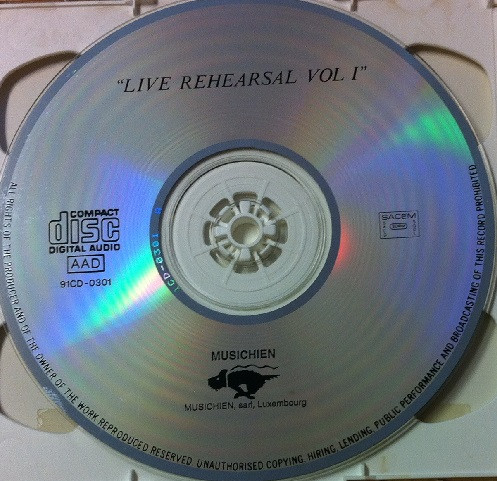 "LIVE REHEARSAL VOL I"
COMPACT
disc
DIGITAL AUDIO
AAD
91CD-0301
SACEM
1CD-0301
MUSICHIEN
MUSICHIEN, sarl, Luxembourg
ALL RIGHTS OF THE PRODUCER AND OF THE OWNER OF THE WORK REPRODUCED RESERVED. UNAUTHORISED COPYING, HIRING, LENDING, PUBLIC PERFORMANCE AND BROADCASTING OF THIS RECORD PROHIBITED.